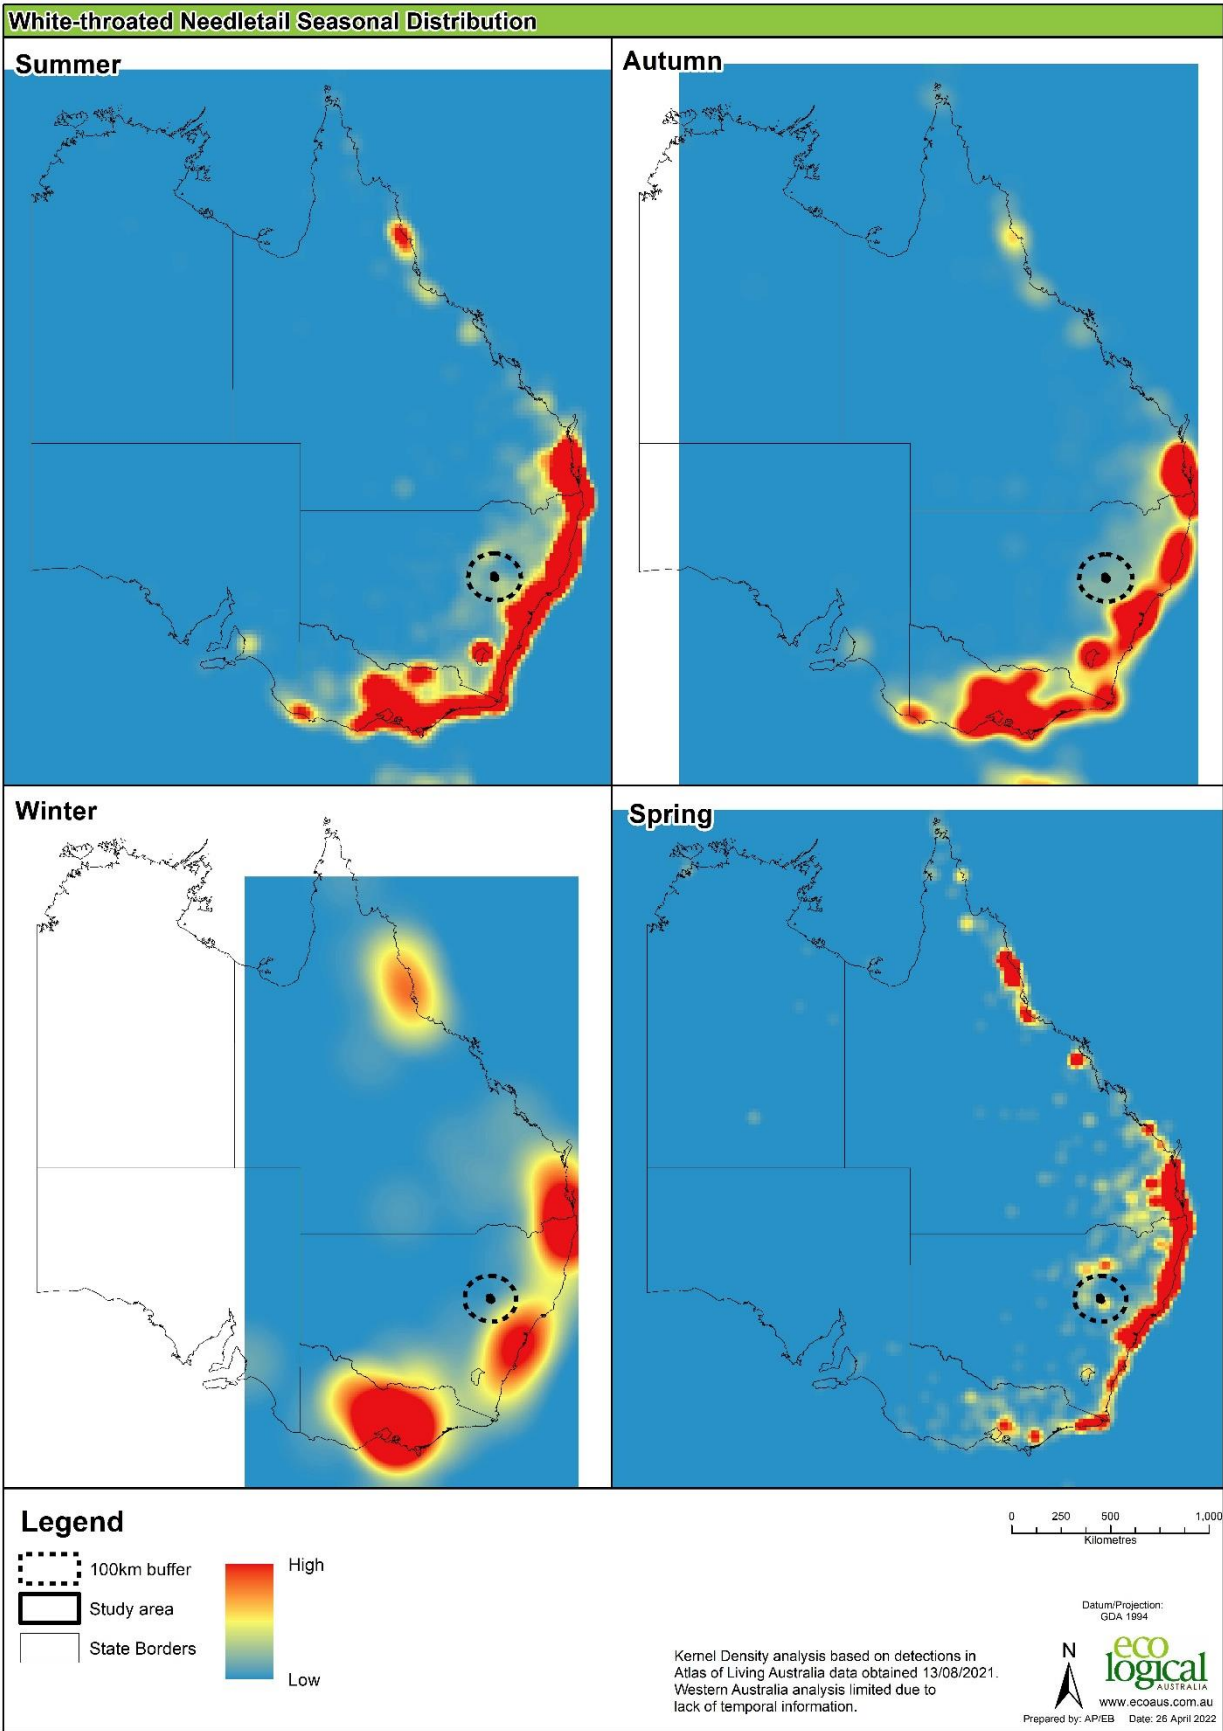 White-throated Needletail Seasonal Distribution
Summer
Autumn
Winter
Spring
Legend
100km buffer
Study area
State Borders
High
Low
0 250 500 1,000
Kilometres
Datum/Projection:
GDA 1994
Kernel Density analysis based on detections in
Atlas of Living Australia data obtained 13/08/2021.
Western Australia analysis limited due to
lack of temporal information.
N
eco
logical
AUSTRALIA
www.ecoaus.com.au
Prepared by: AP/EB Date: 26 April 2022